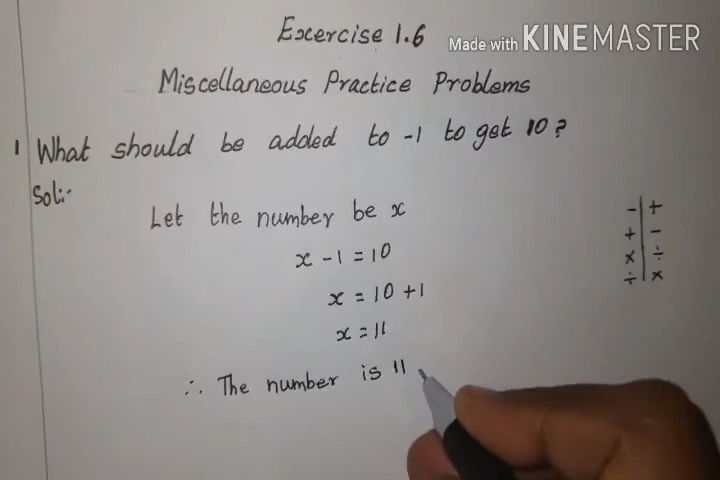 Exercise 1.6
Made with KINEMASTER
Miscellaneous Practice Problems
1 What should be added to -1 to get 10?
Sol:-
Let the number be x
x - 1 = 10
x = 10 + 1
x = 11
∴ The number is 11
- | +
+ | -
× | ÷
÷ | ×